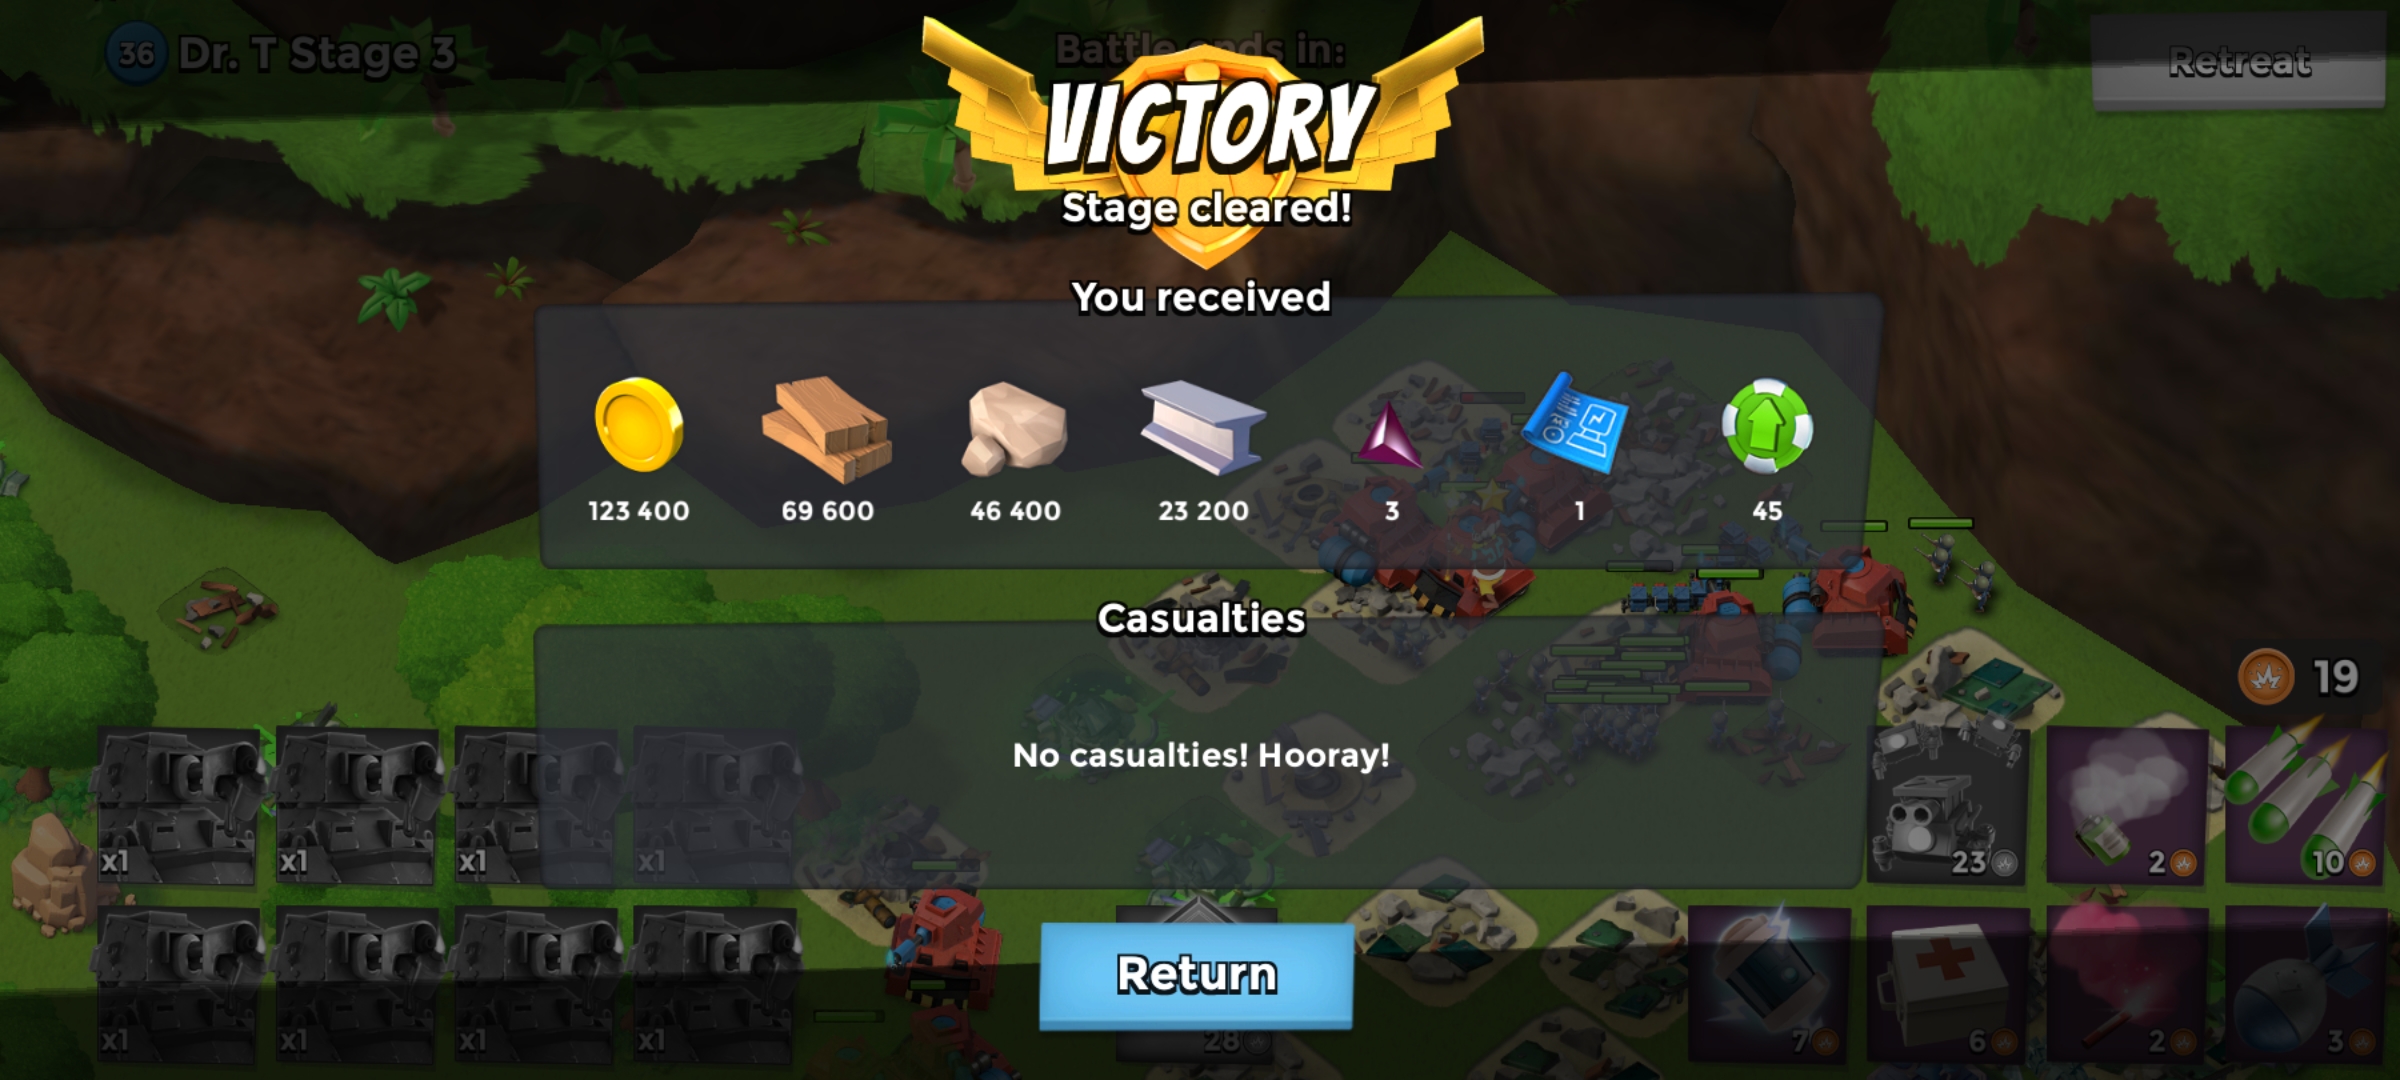 36 Dr. T Stage 3
Battle ends in:
Retreat
VICTORY
Stage cleared!
You received
123 400
69 600
46 400
23 200
3
1
45
Casualties
No casualties! Hooray!
19
x1
x1
x1
x1
23
2
10
Return
x1
x1
x1
x1
28
7
6
2
3